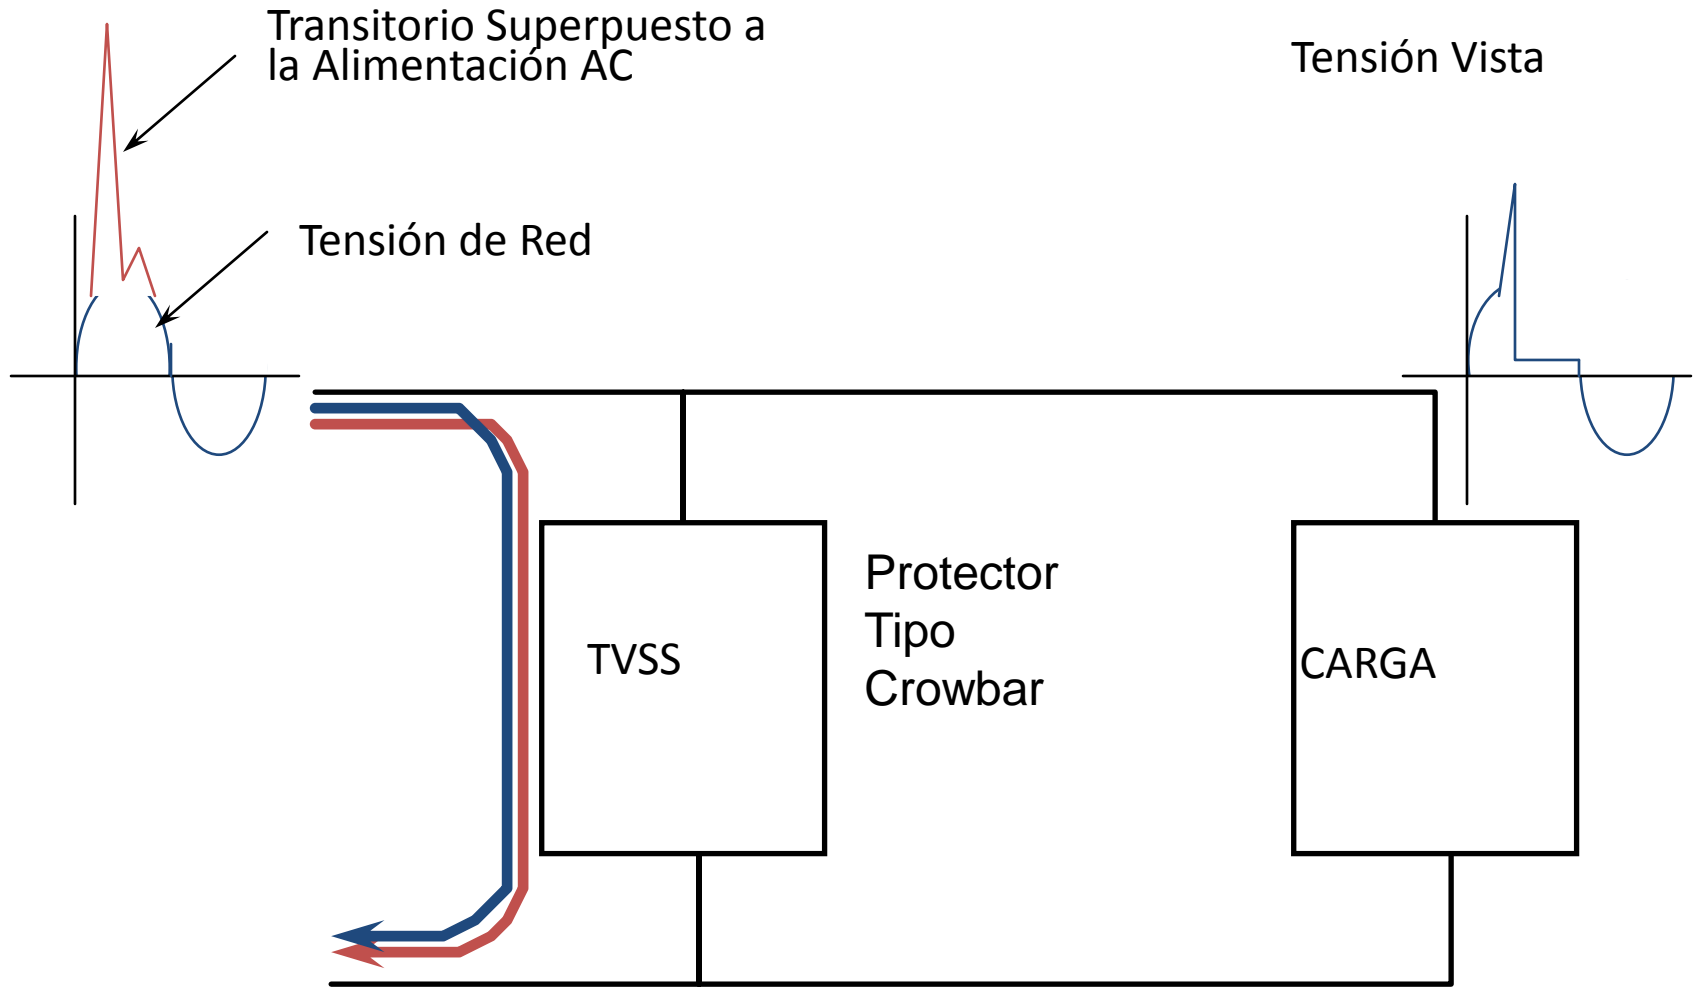 Transitorio Superpuesto a
la Alimentación AC
Tensión Vista
Tensión de Red
Protector
Tipo
Crowbar
TVSS
CARGA